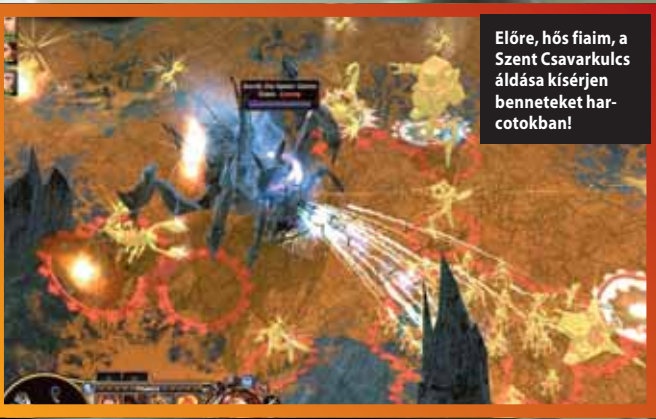 Előre, hős fiaim, a
Szent Csavarkulcs
áldása kísérjen
benneteket har-
cotokban!